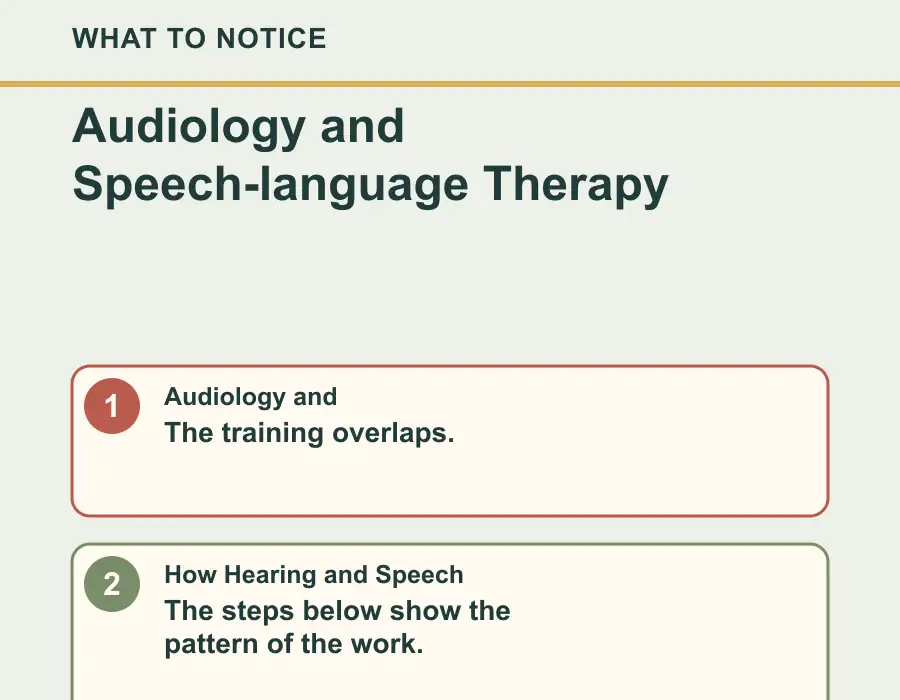 WHAT TO NOTICE
Audiology and
Speech-language Therapy
1
Audiology and
The training overlaps.
2
How Hearing and Speech
The steps below show the
pattern of the work.